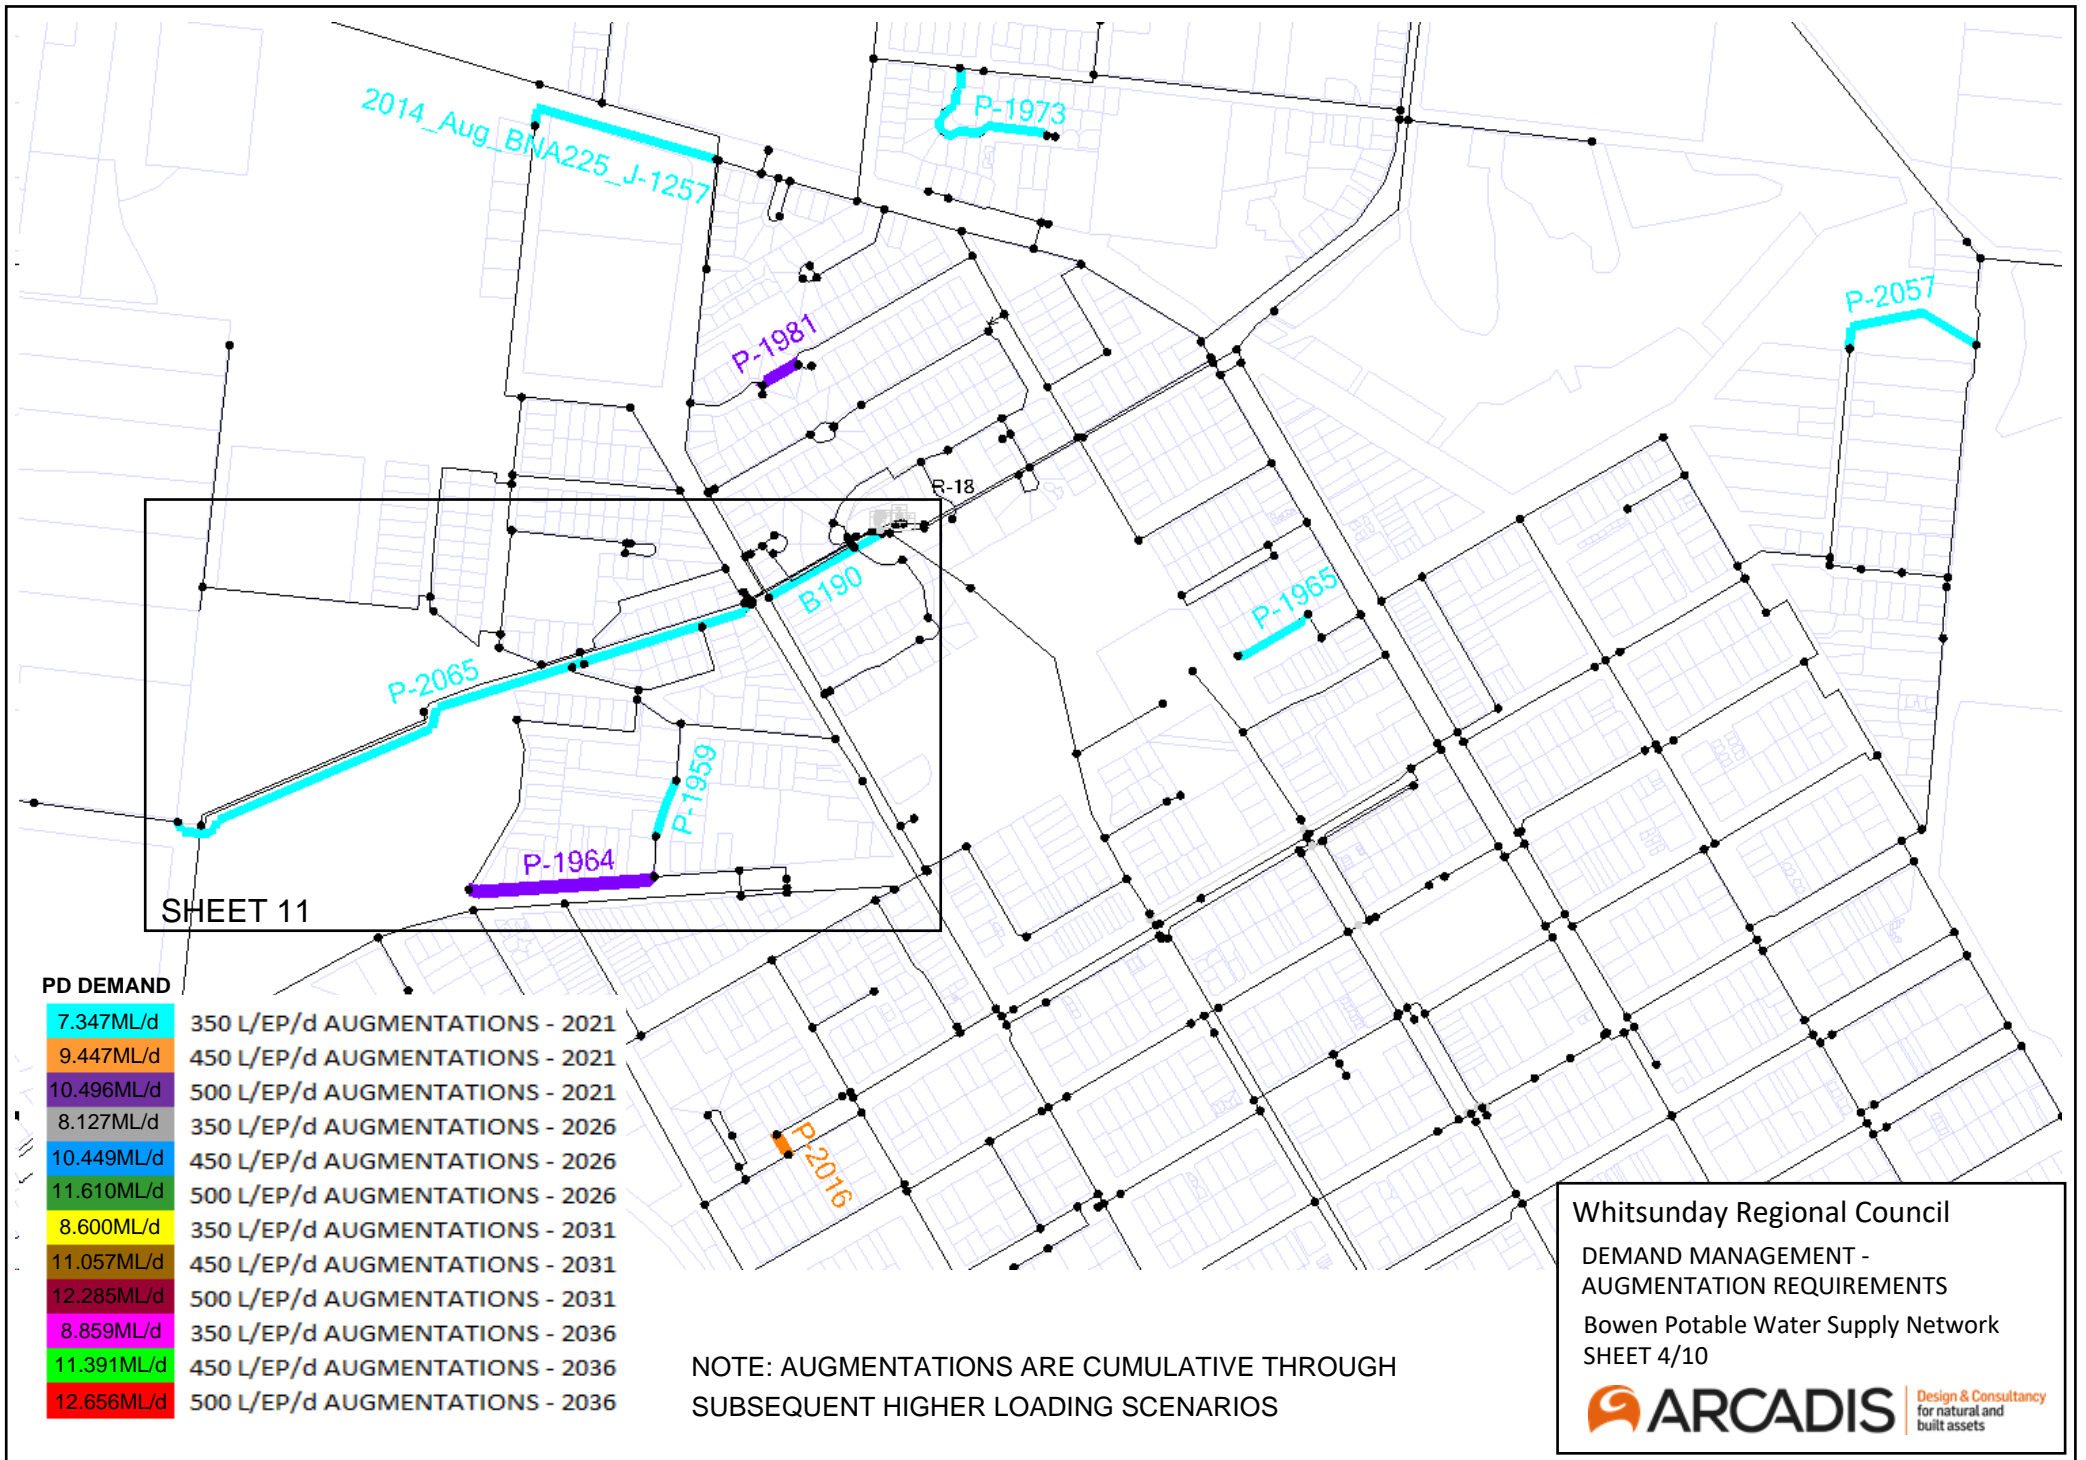 P-1973
2014_Aug_BNA225_J-1257
P-2057
P-1981
R-18
B190
P-1965
P-2065
P-1959
P-1964
SHEET 11
P-2016
PD DEMAND
7.347ML/d 350 L/EP/d AUGMENTATIONS - 2021
9.447ML/d 450 L/EP/d AUGMENTATIONS - 2021
10.496ML/d 500 L/EP/d AUGMENTATIONS - 2021
8.127ML/d 350 L/EP/d AUGMENTATIONS - 2026
10.449ML/d 450 L/EP/d AUGMENTATIONS - 2026
11.610ML/d 500 L/EP/d AUGMENTATIONS - 2026
8.600ML/d 350 L/EP/d AUGMENTATIONS - 2031
11.057ML/d 450 L/EP/d AUGMENTATIONS - 2031
12.285ML/d 500 L/EP/d AUGMENTATIONS - 2031
8.859ML/d 350 L/EP/d AUGMENTATIONS - 2036
11.391ML/d 450 L/EP/d AUGMENTATIONS - 2036
12.656ML/d 500 L/EP/d AUGMENTATIONS - 2036
NOTE: AUGMENTATIONS ARE CUMULATIVE THROUGH
SUBSEQUENT HIGHER LOADING SCENARIOS
Whitsunday Regional Council
DEMAND MANAGEMENT -
AUGMENTATION REQUIREMENTS
Bowen Potable Water Supply Network
SHEET 4/10
ARCADIS
Design & Consultancy
for natural and
built assets